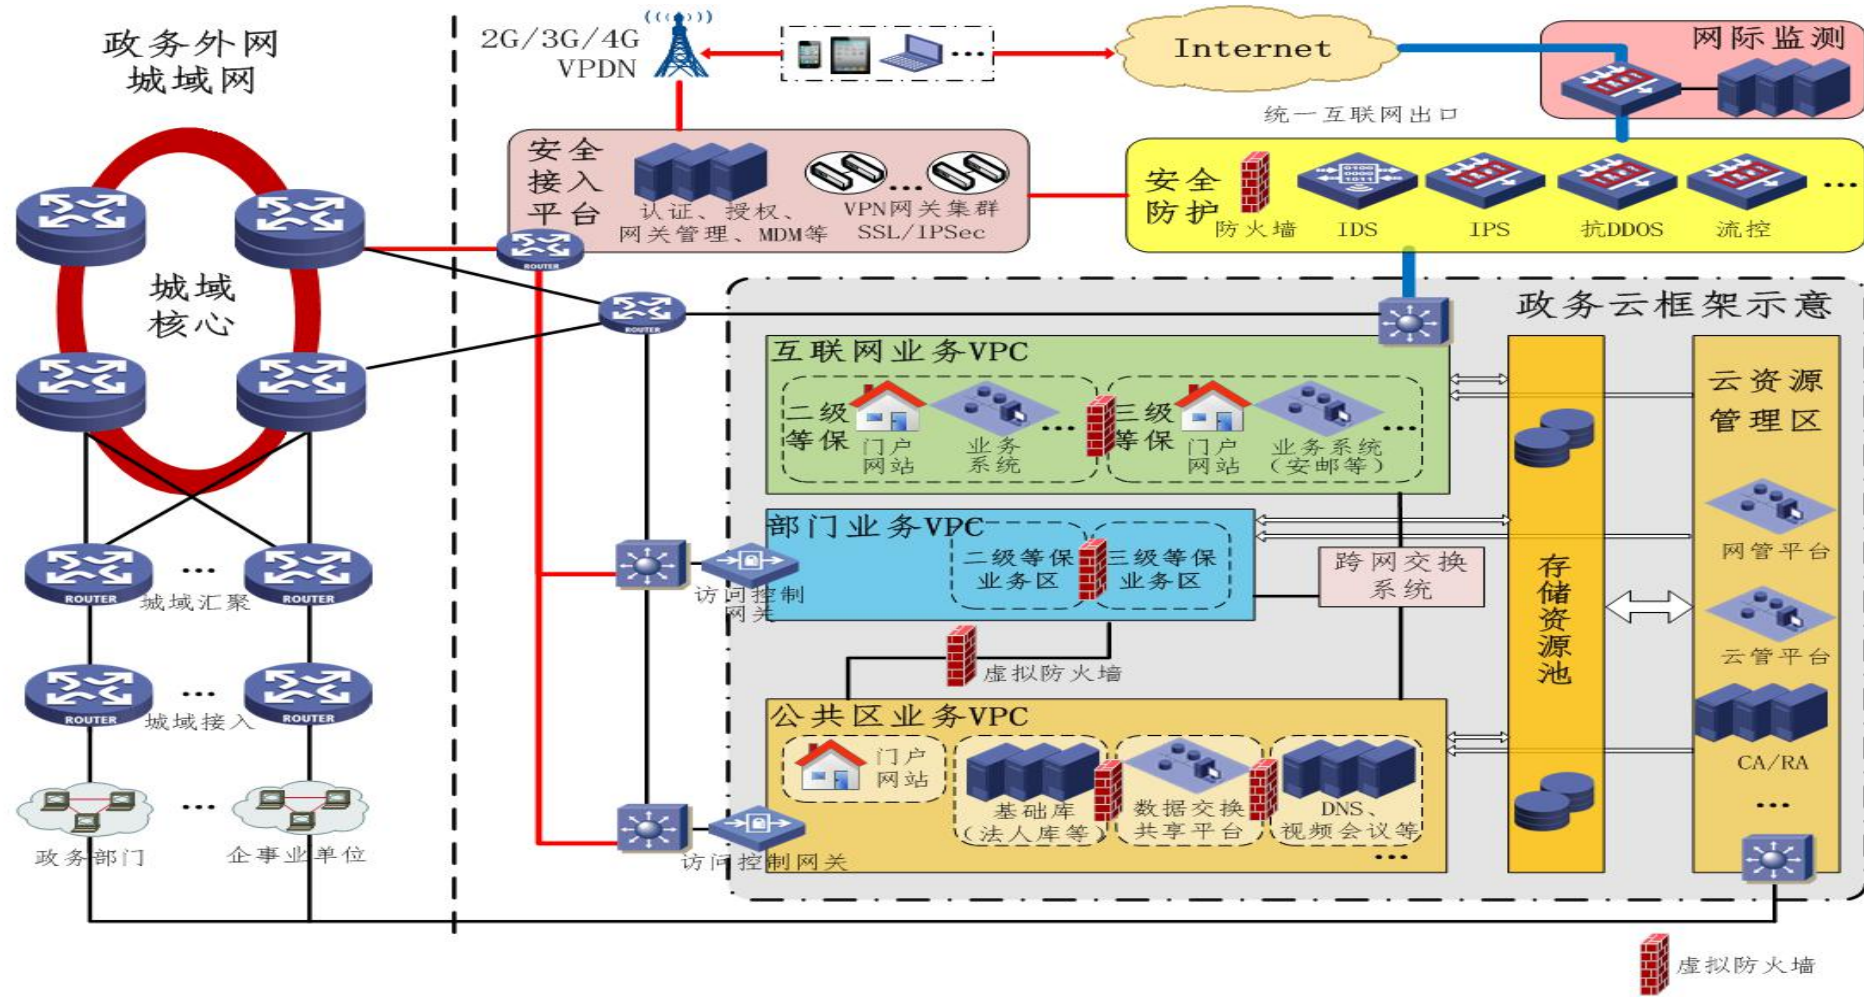 政务外网
城域网
2G/3G/4G
VPDN
...
Internet
网际监测
统一互联网出口
安全
接入
平台
认证、授权、
网关管理、MDM等
...
VPN网关集群
SSL/IPSec
安全
防护
防火墙
IDS
IPS
抗DDOS
流控
...
0100
0000
1011
ROUTER
城域
核心
ROUTER
政务云框架示意
互联网业务VPC
二级
等保
门户
网站
业务
系统
...
三级
等保
门户
网站
业务系统
(安邮等)
...
云资源
管理区
部门业务VPC
二级等保
业务区
三级等保
业务区
跨网交换
系统
访问控制
网关
网管平台
存储资源池
云管平台
虚拟防火墙
ROUTER
...
ROUTER
城域汇聚
ROUTER
...
ROUTER
城域接入
公共区业务VPC
门户
网站
基础库
(法人库等)
数据交换
共享平台
DNS、
视频会议等
...
CA/RA
...
访问控制网关
...
政务部门
企事业单位
虚拟防火墙